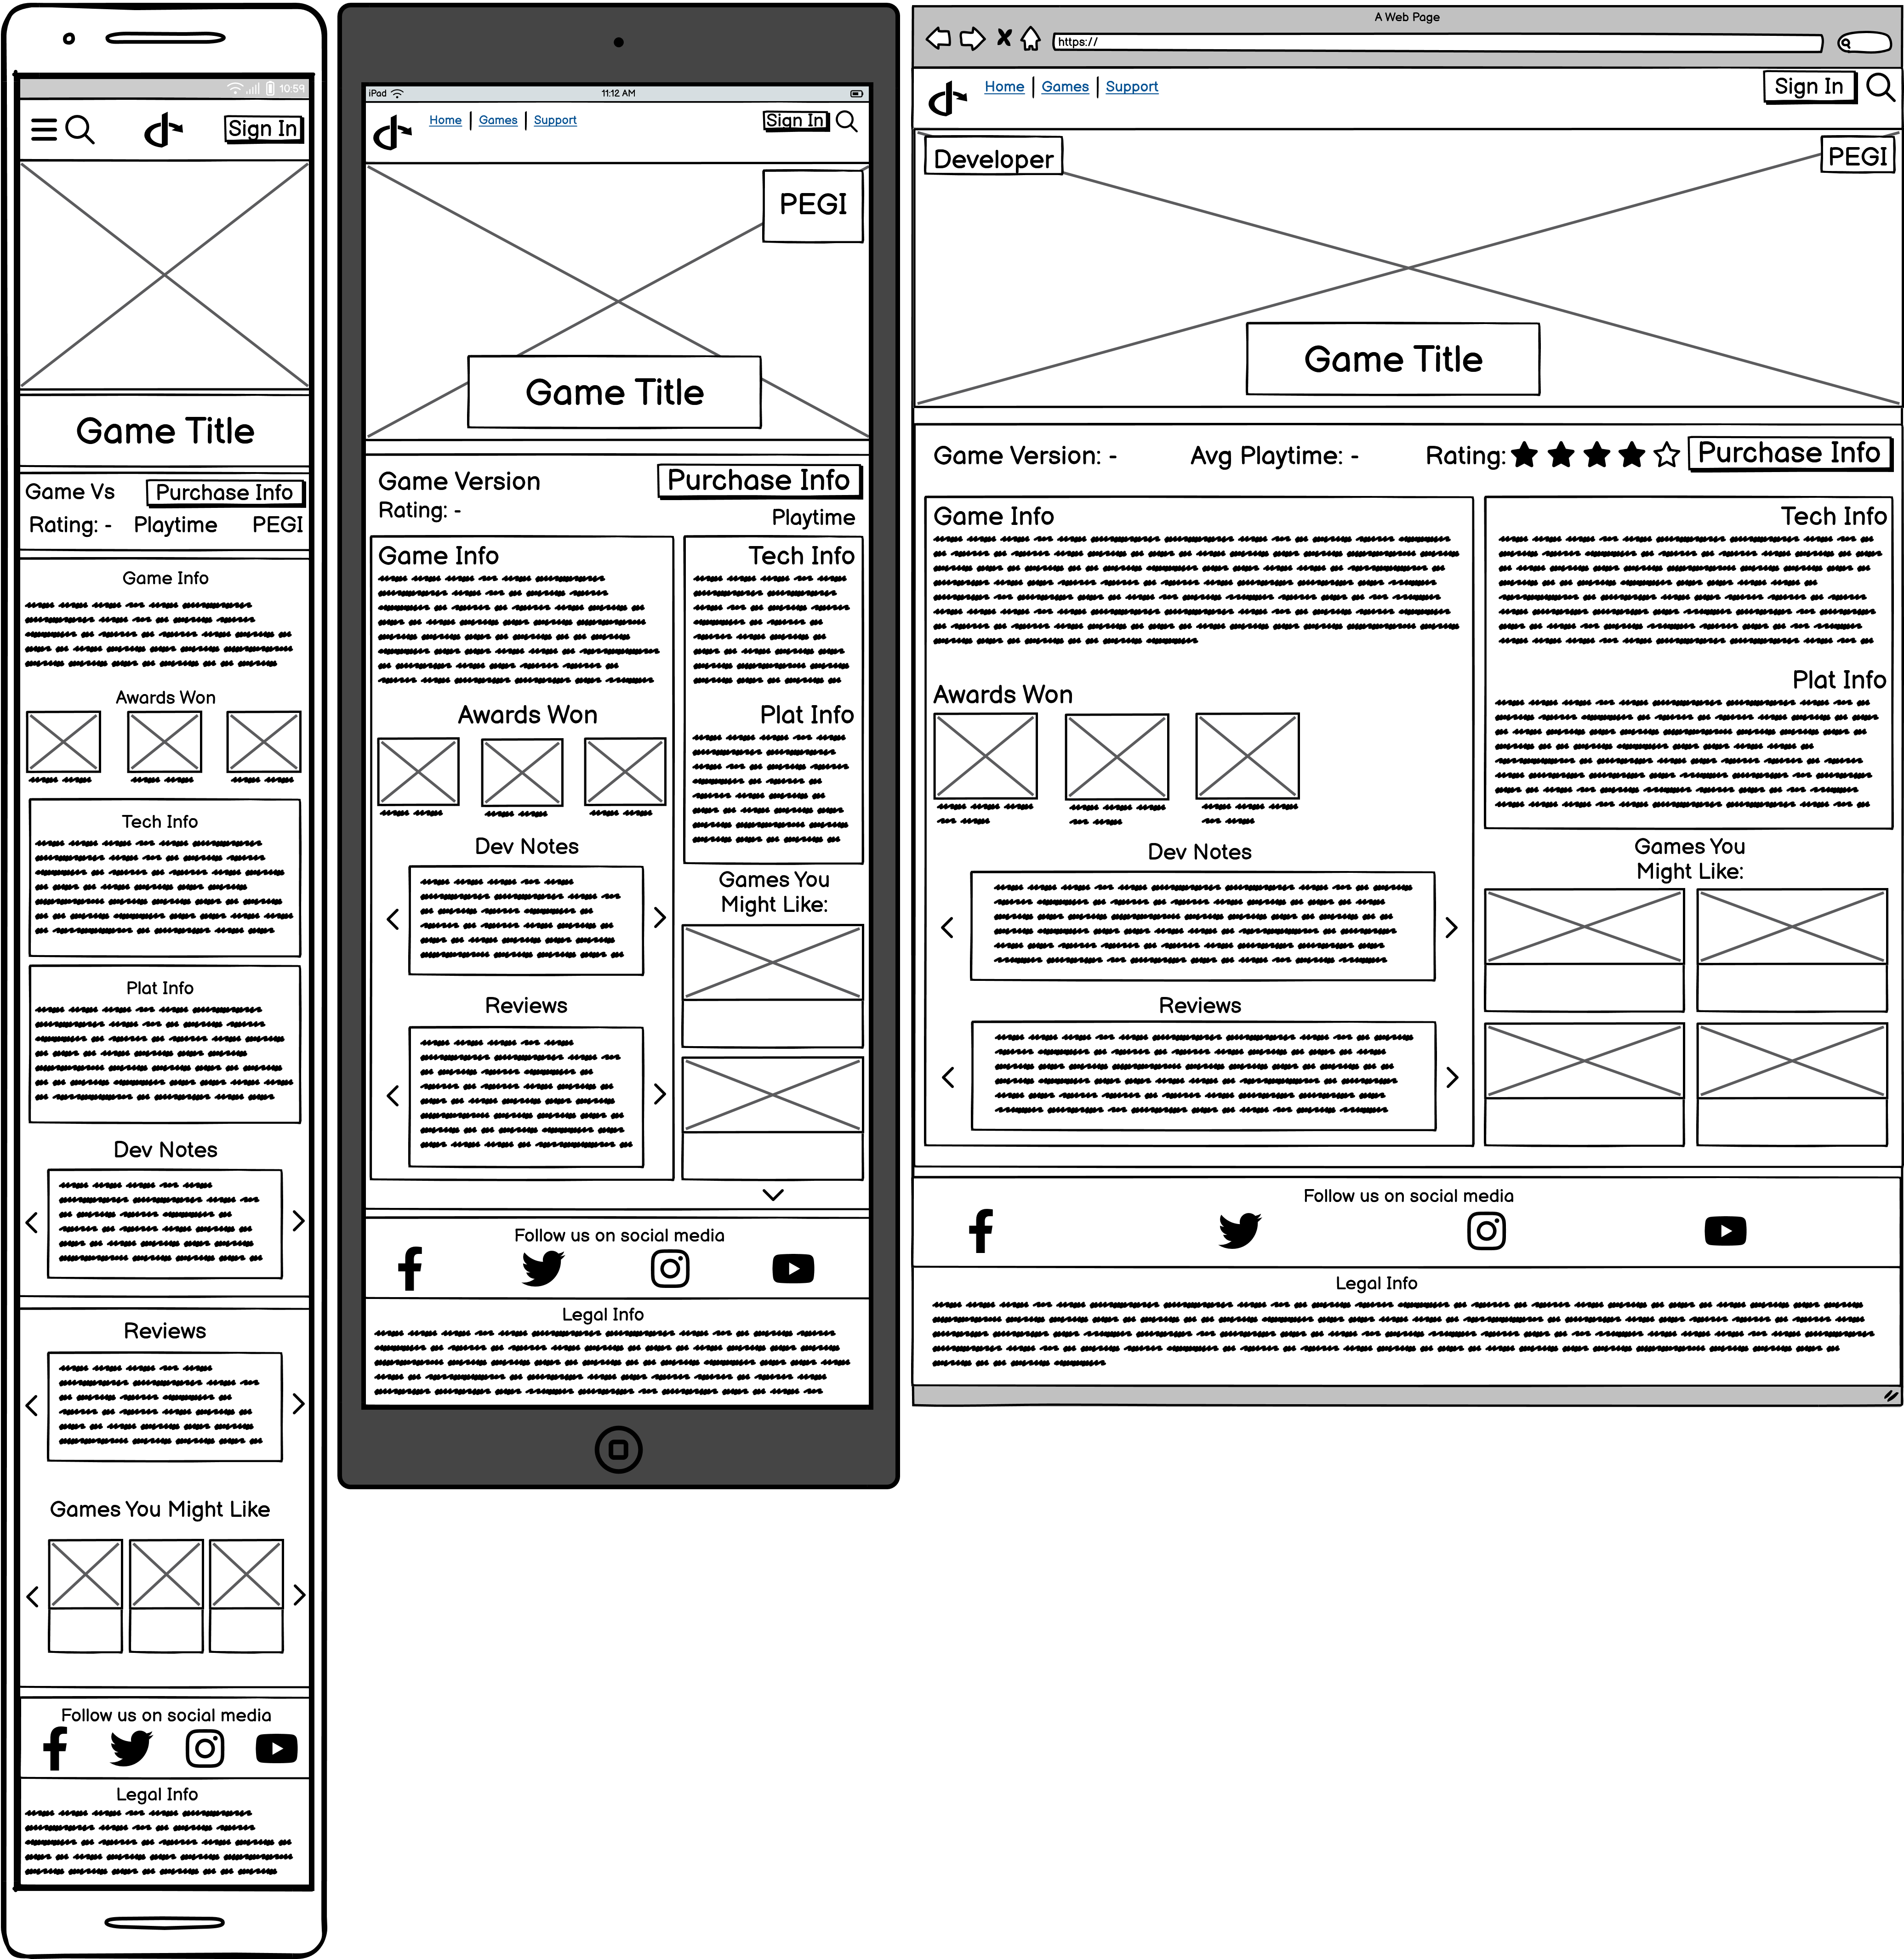 10:59
Sign In
Game Title
Game Vs
Purchase Info
Rating: -
Playtime
PEGI
Game Info
Awards Won
Tech Info
Plat Info
Dev Notes
Reviews
Games You Might Like
Follow us on social media
Legal Info
iPad
11:12 AM
Home
Games
Support
Sign In
PEGI
Game Title
Game Version
Purchase Info
Rating: -
Playtime
Game Info
Tech Info
Awards Won
Plat Info
Dev Notes
Games You
Might Like:
Reviews
Follow us on social media
Legal Info
A Web Page
https://
Home
Games
Support
Sign In
Developer
PEGI
Game Title
Game Version: -
Avg Playtime: -
Rating:
Purchase Info
Game Info
Tech Info
Awards Won
Plat Info
Dev Notes
Games You
Might Like:
Reviews
Follow us on social media
Legal Info